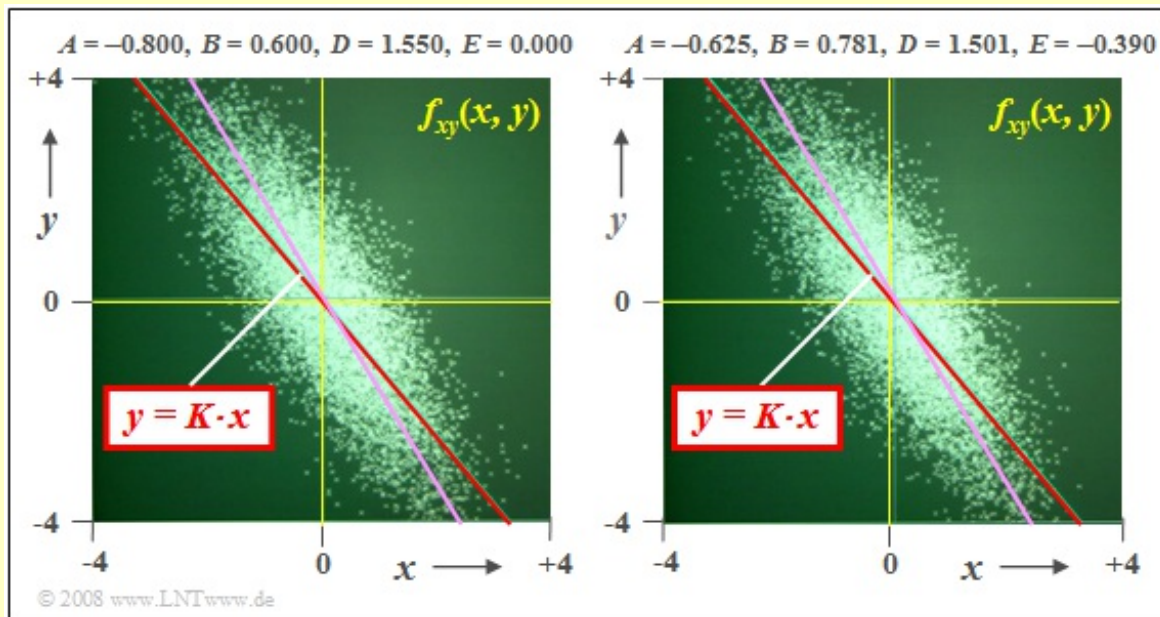 A = –0.800, B = 0.600, D = 1.550, E = 0.000
+4
f_xy(x, y)
y
0
y = K·x
-4
-4
0
x
+4
A = –0.625, B = 0.781, D = 1.501, E = –0.390
+4
f_xy(x, y)
y
0
y = K·x
-4
-4
0
x
+4
© 2008 www.LNTwww.de